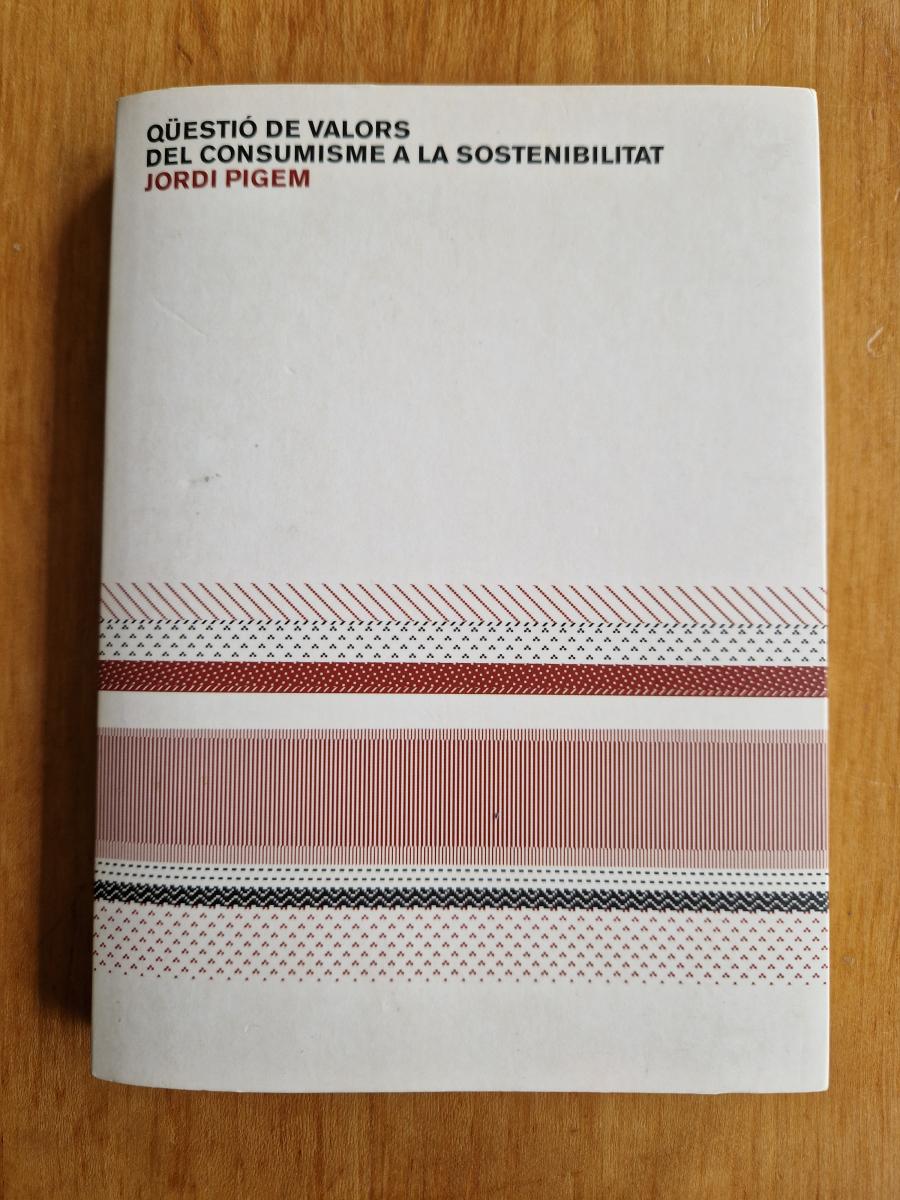 QÜESTIÓ DE VALORS
DEL CONSUMISME A LA SOSTENIBILITAT
JORDI PIGEM